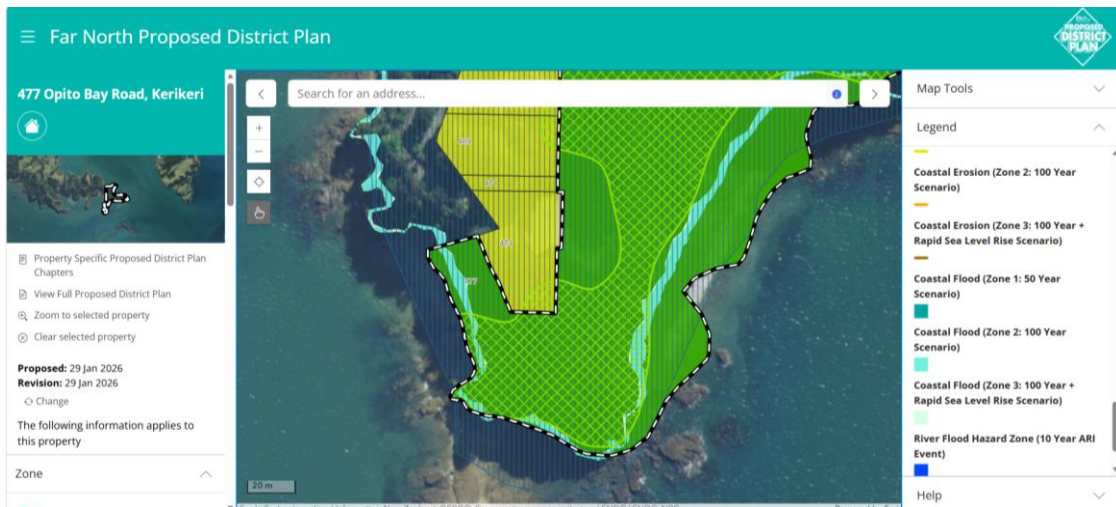 Far North Proposed District Plan
PROPOSED
DISTRICT
PLAN
477 Opito Bay Road, Kerikeri
Property Specific Proposed District Plan
Chapters
View Full Proposed District Plan
Zoom to selected property
Clear selected property
Proposed: 29 Jan 2026
Revision: 29 Jan 2026
Change
The following information applies to
this property
Zone
Search for an address...
20 m
Map Tools
Legend
Coastal Erosion (Zone 2: 100 Year
Scenario)
Coastal Erosion (Zone 3: 100 Year +
Rapid Sea Level Rise Scenario)
Coastal Flood (Zone 1: 50 Year
Scenario)
Coastal Flood (Zone 2: 100 Year
Scenario)
Coastal Flood (Zone 3: 100 Year +
Rapid Sea Level Rise Scenario)
River Flood Hazard Zone (10 Year ARI
Event)
Help